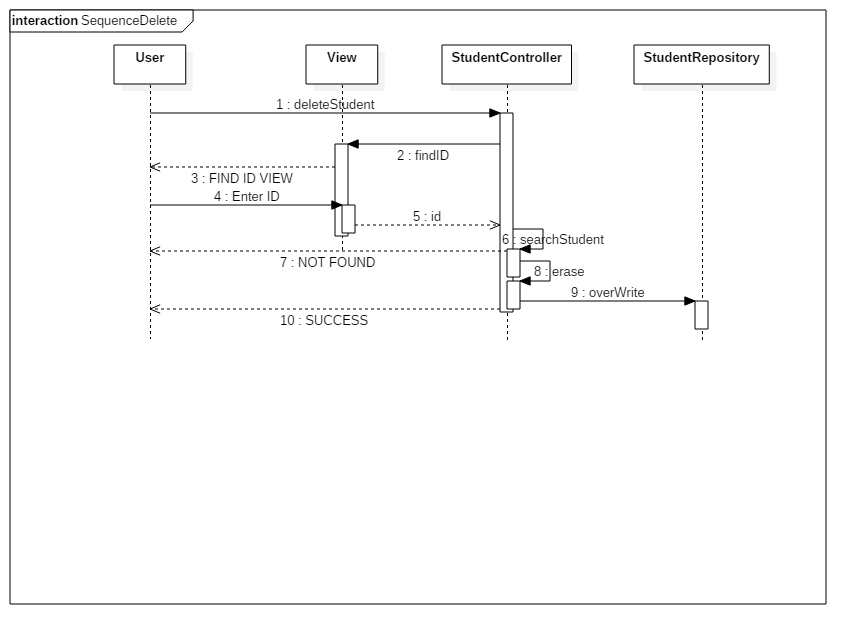 interaction SequenceDelete
User
View
StudentController
StudentRepository
1 : deleteStudent
2 : findID
3 : FIND ID VIEW
4 : Enter ID
5 : id
6 : searchStudent
7 : NOT FOUND
8 : erase
9 : overWrite
10 : SUCCESS